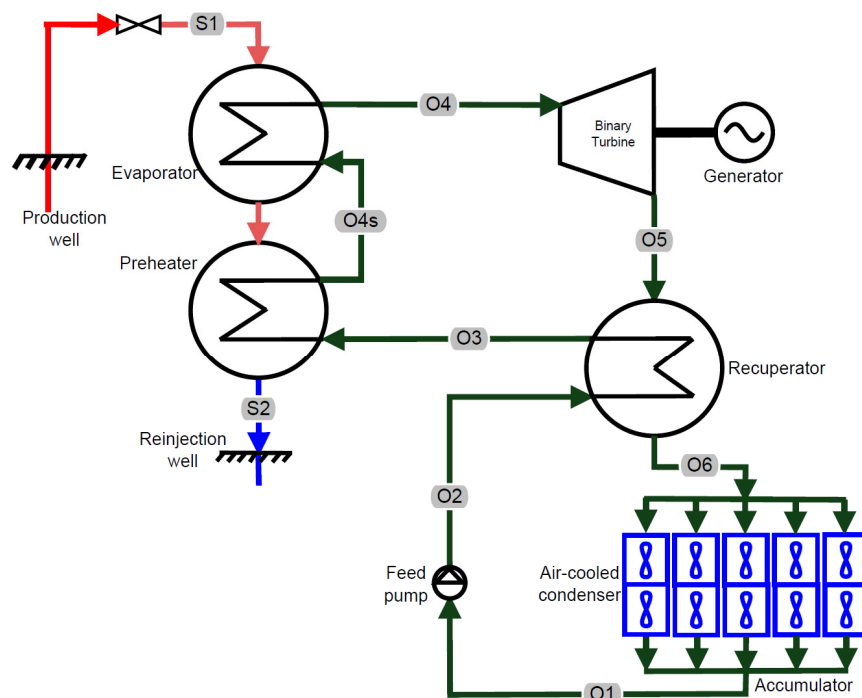 S1
O4
Binary
Turbine
Generator
Evaporator
Production
well
O4s
O5
Preheater
O3
Recuperator
S2
Reinjection
well
O6
O2
Feed
pump
Air-cooled
condenser
O1
Accumulator